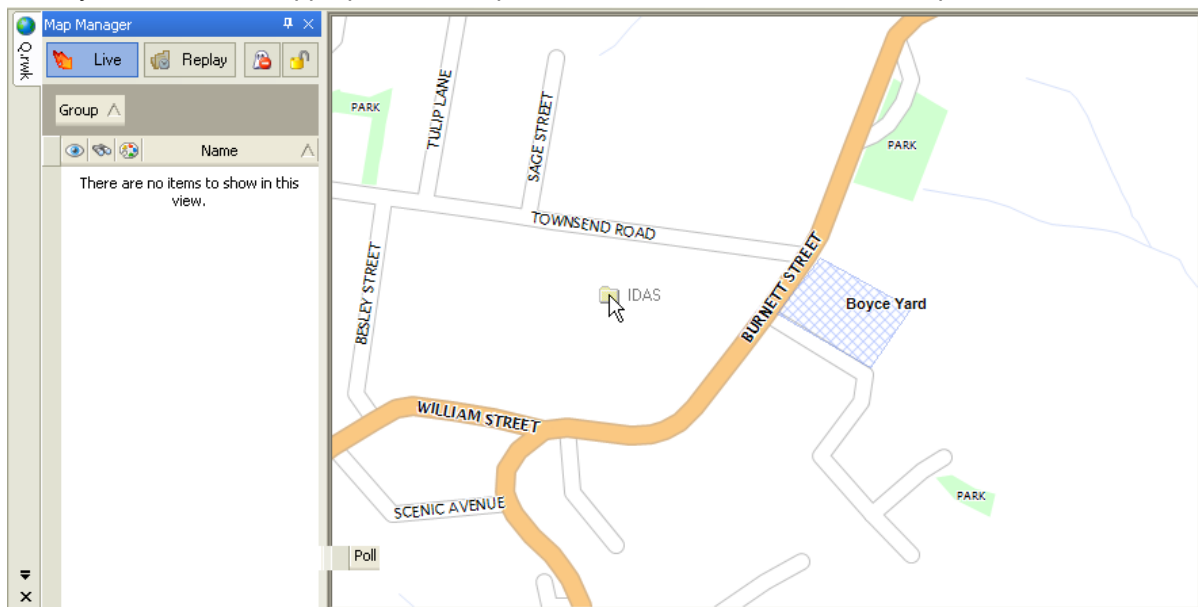 Map Manager
Q.rwk
Live
Replay
Group
Name
There are no items to show in this
view.
PARK
TULIP LANE
SAGE STREET
PARK
TOWNSEND ROAD
BESLEY STREET
IDAS
BURNETT STREET
Boyce Yard
WILLIAM STREET
SCENIC AVENUE
PARK
Poll